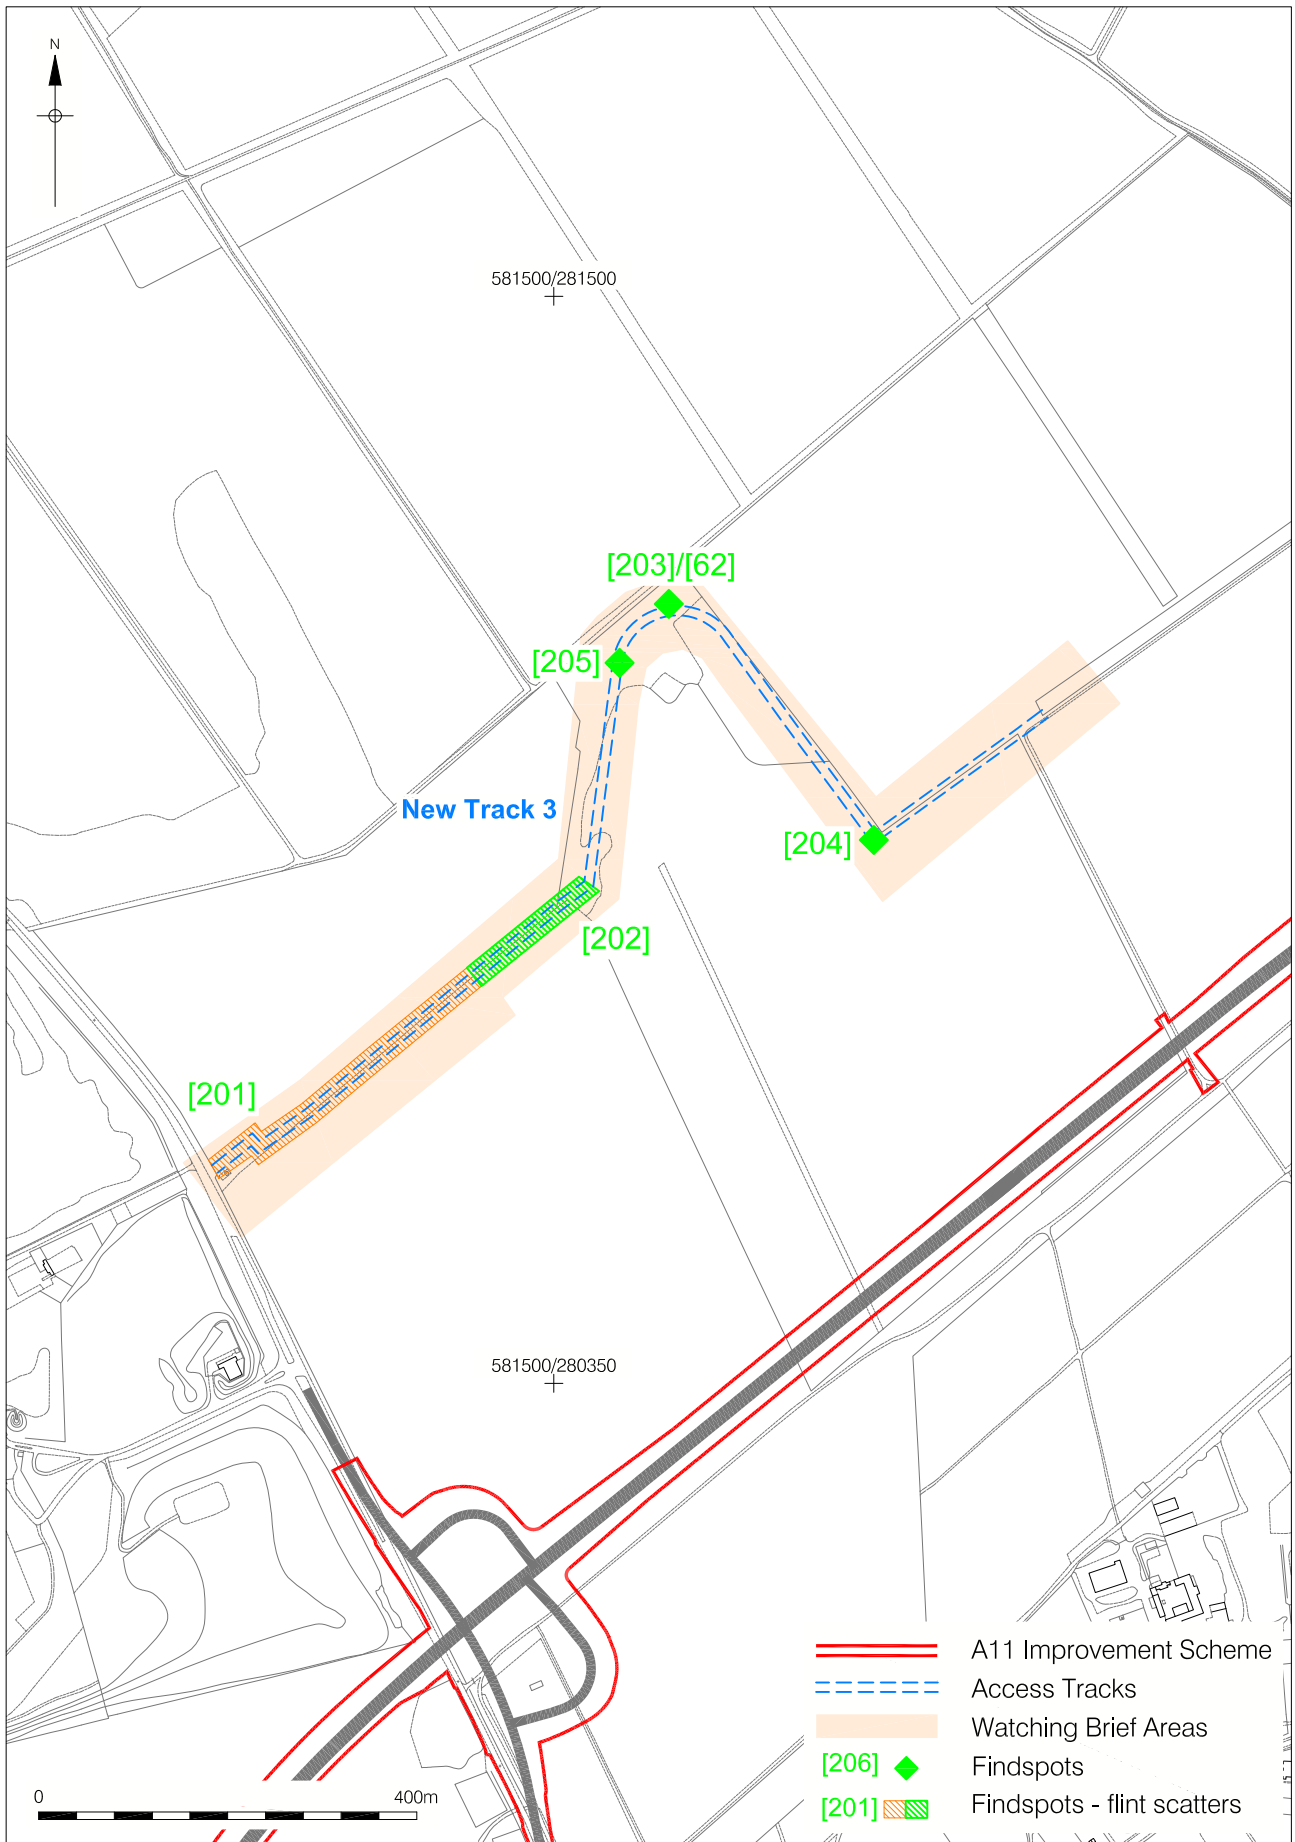 N
581500/281500
[203]/[62]
[205]
New Track 3
[204]
[202]
[201]
581500/280350
A11 Improvement Scheme
Access Tracks
Watching Brief Areas
[206] Findspots
[201] Findspots - flint scatters
0 400m